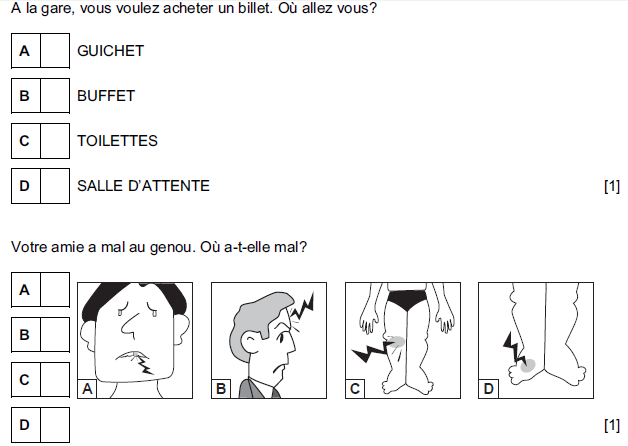 A la gare, vous voulez acheter un billet. Où allez vous?
A GUICHET
B BUFFET
C TOILETTES
D SALLE D'ATTENTE [1]
Votre amie a mal au genou. Où a-t-elle mal?
A
B
C
D [1]
A B C D